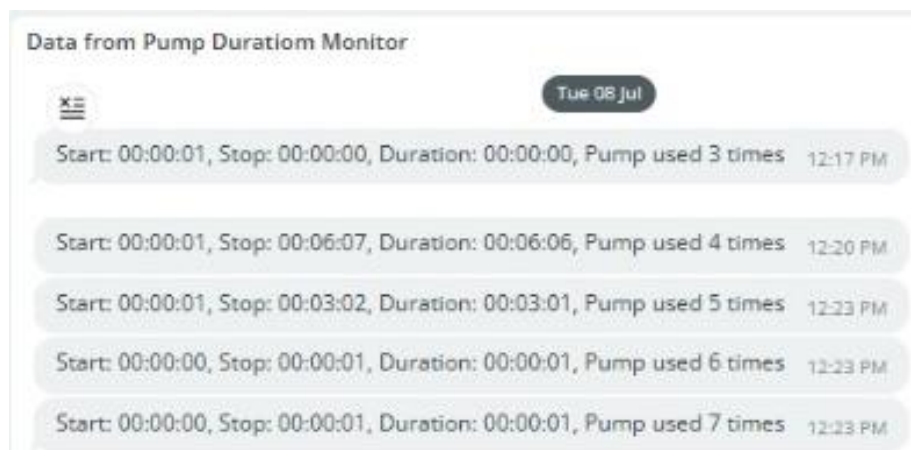 Data from Pump Duratiom Monitor
Tue 08 Jul
Start: 00:00:01, Stop: 00:00:00, Duration: 00:00:00, Pump used 3 times 12:17 PM
Start: 00:00:01, Stop: 00:06:07, Duration: 00:06:06, Pump used 4 times 12:20 PM
Start: 00:00:01, Stop: 00:03:02, Duration: 00:03:01, Pump used 5 times 12:23 PM
Start: 00:00:00, Stop: 00:00:01, Duration: 00:00:01, Pump used 6 times 12:23 PM
Start: 00:00:00, Stop: 00:00:01, Duration: 00:00:01, Pump used 7 times 12:23 PM